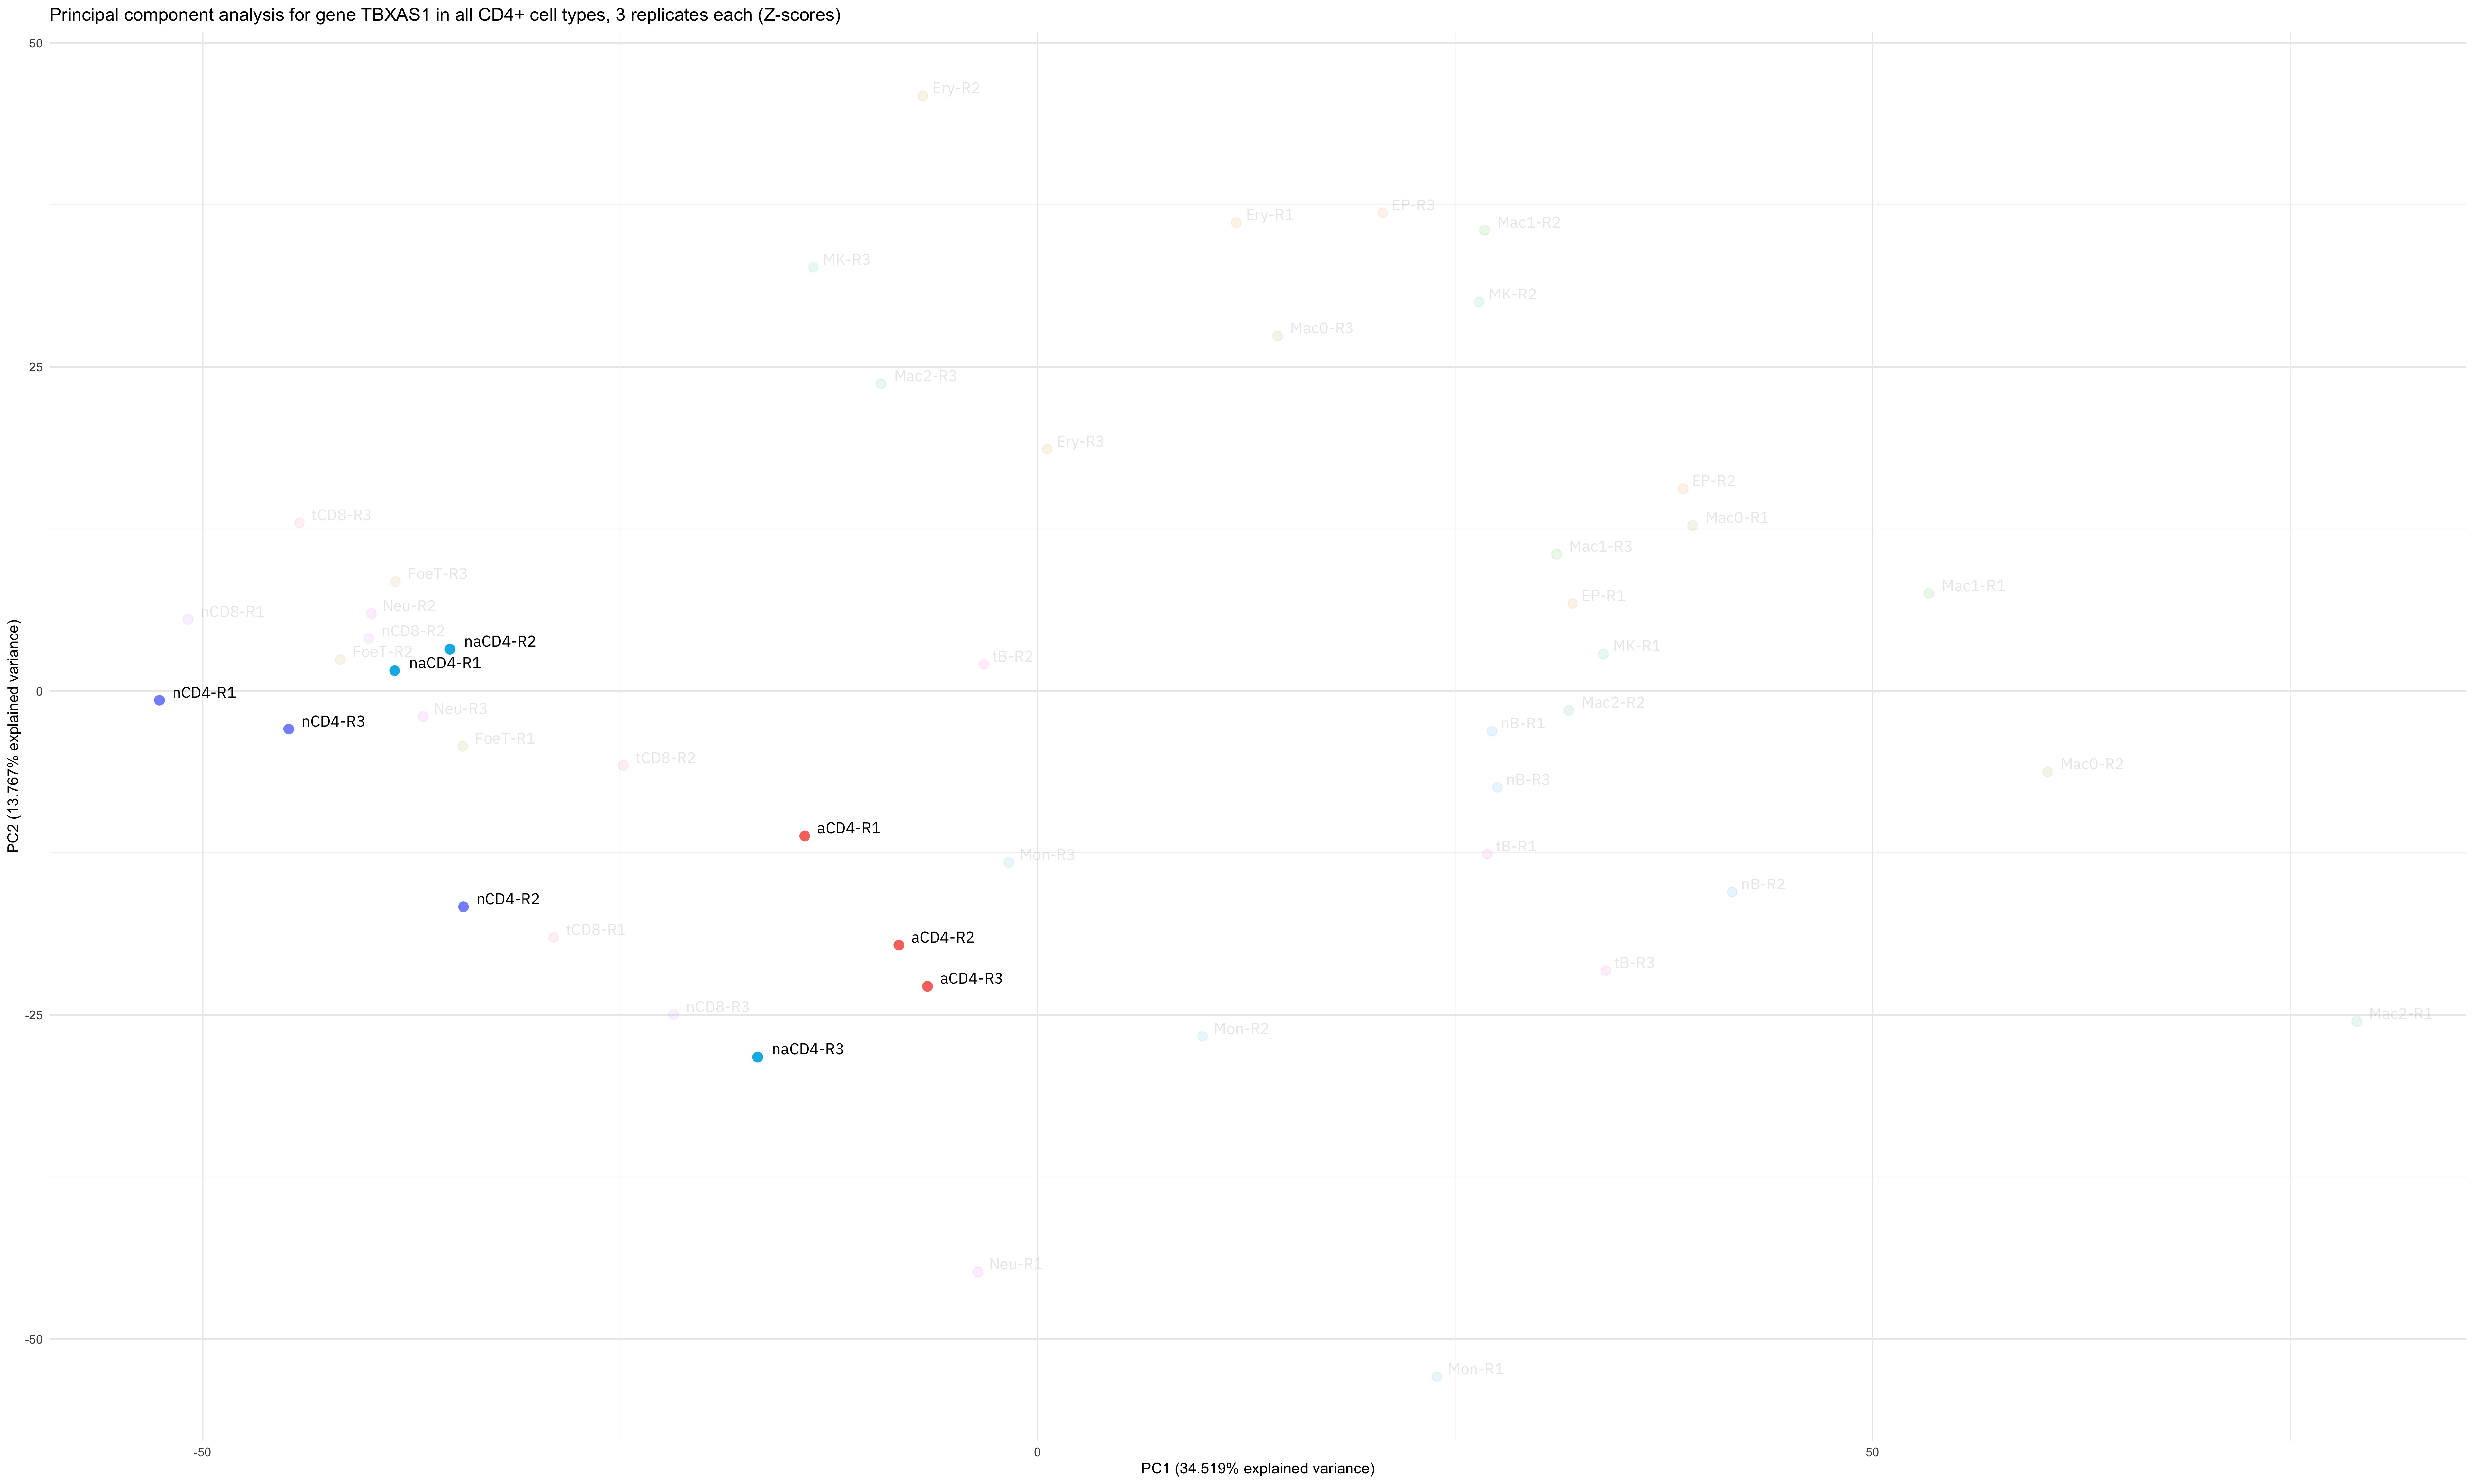 Principal component analysis for gene TBXAS1 in all CD4+ cell types, 3 replicates each (Z-scores)
50
Ery-R2
EP-R3
Ery-R1
Mac1-R2
MK-R3
MK-R2
Mac0-R3
25
Mac2-R3
Ery-R3
EP-R2
tCD8-R3
Mac0-R1
Mac1-R3
FoeT-R3
Mac1-R1
EP-R1
Neu-R2
nCD8-R1
nCD8-R2
naCD4-R2
MK-R1
FoeT-R2
tB-R2
naCD4-R1
0
nCD4-R1
Mac2-R2
Neu-R3
nCD4-R3
nB-R1
FoeT-R1
tCD8-R2
Mac0-R2
nB-R3
aCD4-R1
tB-R1
Mon-R3
nB-R2
nCD4-R2
tCD8-R1
aCD4-R2
tB-R3
aCD4-R3
nCD8-R3
Mac2-R1
-25
Mon-R2
naCD4-R3
Neu-R1
-50
Mon-R1
-50
0
50
PC1 (34.519% explained variance)
PC2 (13.767% explained variance)